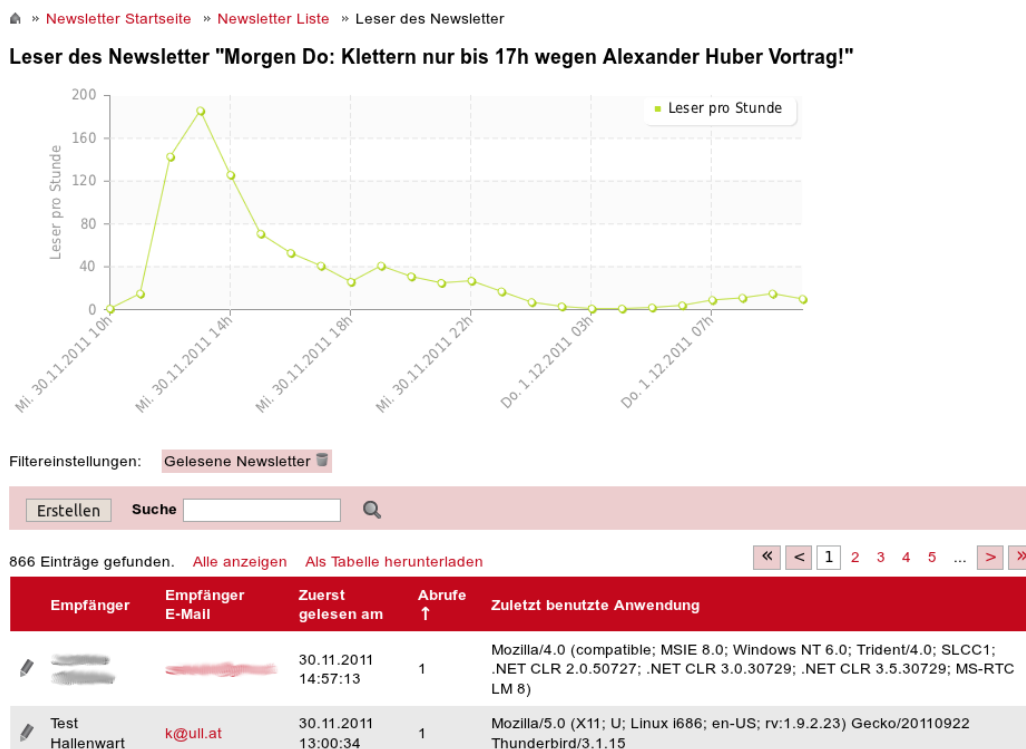 » Newsletter Startseite » Newsletter Liste » Leser des Newsletter
Leser des Newsletter "Morgen Do: Klettern nur bis 17h wegen Alexander Huber Vortrag!"
200
160
120
80
40
0
Leser pro Stunde
Leser pro Stunde
Mi. 30.11.2011 10h
Mi. 30.11.2011 14h
Mi. 30.11.2011 18h
Mi. 30.11.2011 22h
Do. 1.12.2011 03h
Do. 1.12.2011 07h
Filtereinstellungen: Gelesene Newsletter
Erstellen Suche
866 Einträge gefunden. Alle anzeigen Als Tabelle herunterladen « < 1 2 3 4 5 ... > »
Empfänger Empfänger E-Mail Zuerst gelesen am Abrufe ↑ Zuletzt benutzte Anwendung
30.11.2011 14:57:13 1 Mozilla/4.0 (compatible; MSIE 8.0; Windows NT 6.0; Trident/4.0; SLCC1;
.NET CLR 2.0.50727; .NET CLR 3.0.30729; .NET CLR 3.5.30729; MS-RTC
LM 8)
Test Hallenwart k@ull.at 30.11.2011 13:00:34 1 Mozilla/5.0 (X11; U; Linux i686; en-US; rv:1.9.2.23) Gecko/20110922
Thunderbird/3.1.15